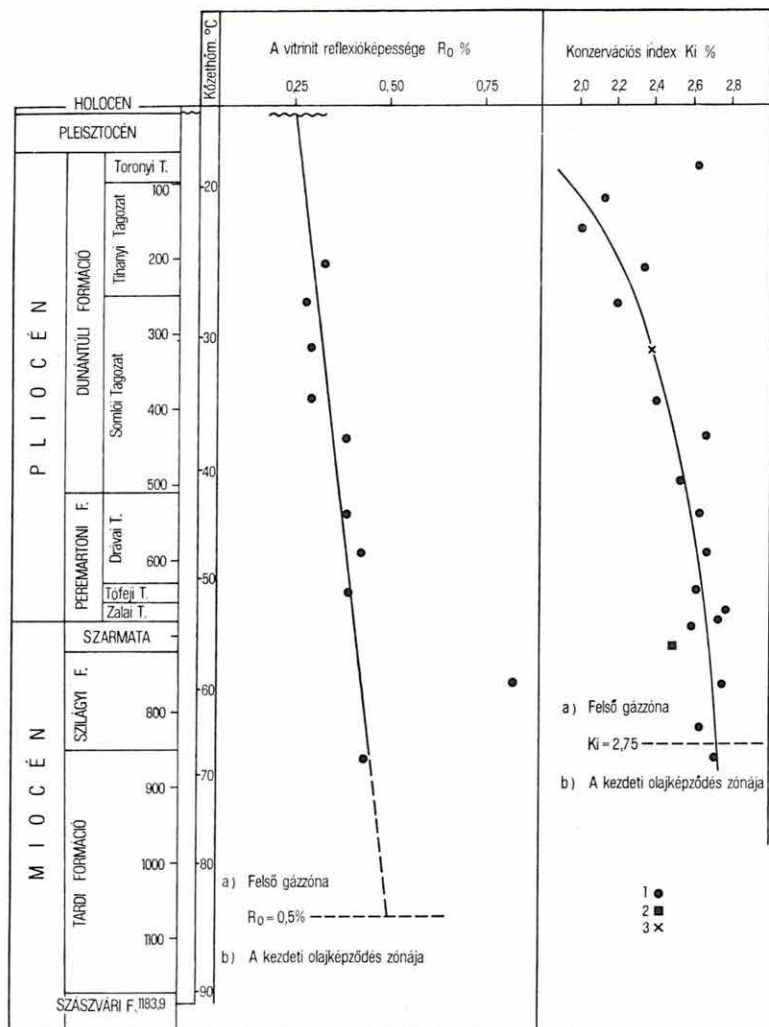 Kőzethőm. °C
A vitrinit reflexióképessége Ro %
Konzervációs index Ki %
0,25 0,50 0,75
2,0 2,2 2,4 2,6 2,8
HOLOCÉN
PLEISZTOCÉN
PLIOCÉN
DUNÁNTÚLI FORMÁCIÓ
Toronyi T.
Tihanyi Tagozat
Somlói Tagozat
PEREMARTONI F.
Drávai T.
Tófeji T.
Zalai T.
MIOCÉN
SZARMATA
SZILÁGYI F.
TARDI FORMÁCIÓ
SZÁSZVÁRI F. 1183,9
100
200
300
400
500
600
800
900
1000
1100
20
30
40
50
60
70
80
90
a) Felső gázzóna
Ro = 0,5%
b) A kezdeti olajképződés zónája
a) Felső gázzóna
Ki = 2,75
b) A kezdeti olajképződés zónája
1
2
3